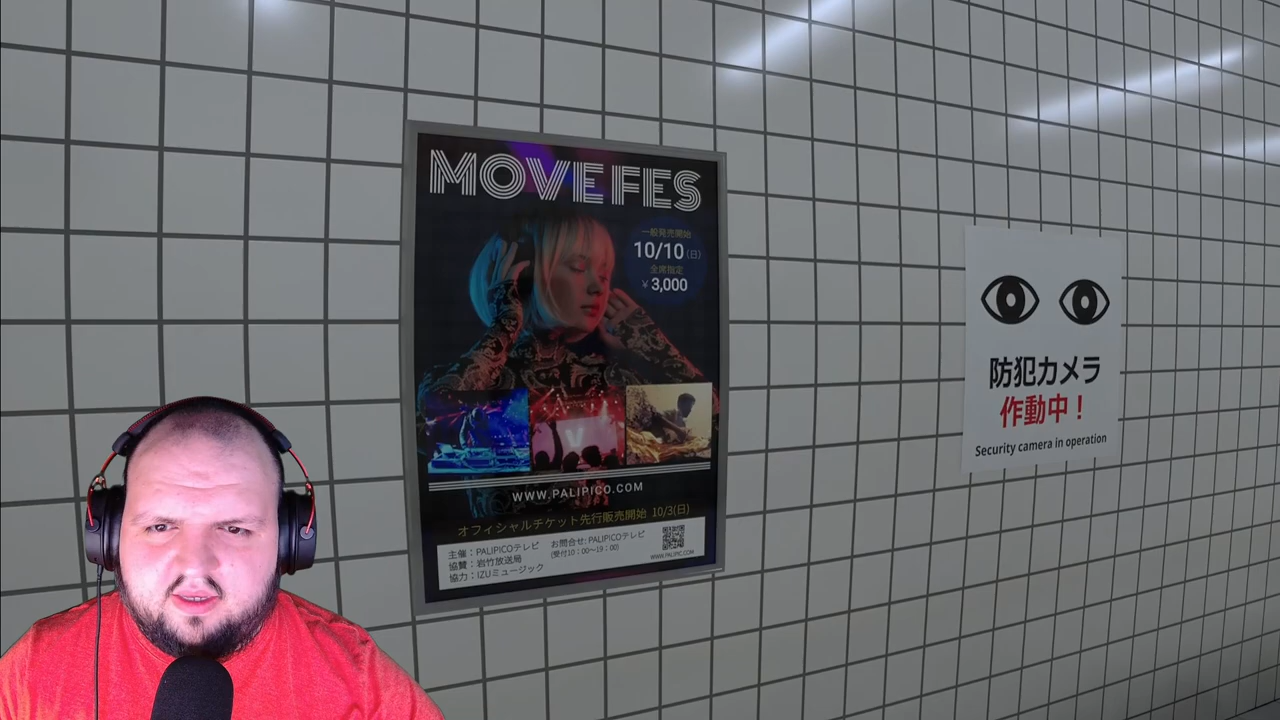 MOVE FES
一般発売開始
10/10(日)
全席指定
¥ 3,000
WWW.PALIPICO.COM
オフィシャルチケット先行販売開始 10/3(日)
主催：PALIPICOテレビ
協賛：岩竹放送局
協力：IZUミュージック
お問合せ: PALIPICOテレビ
(受付10：00〜19：00)
WWW.PALIPIC.COM
防犯カメラ
作動中！
Security camera in operation